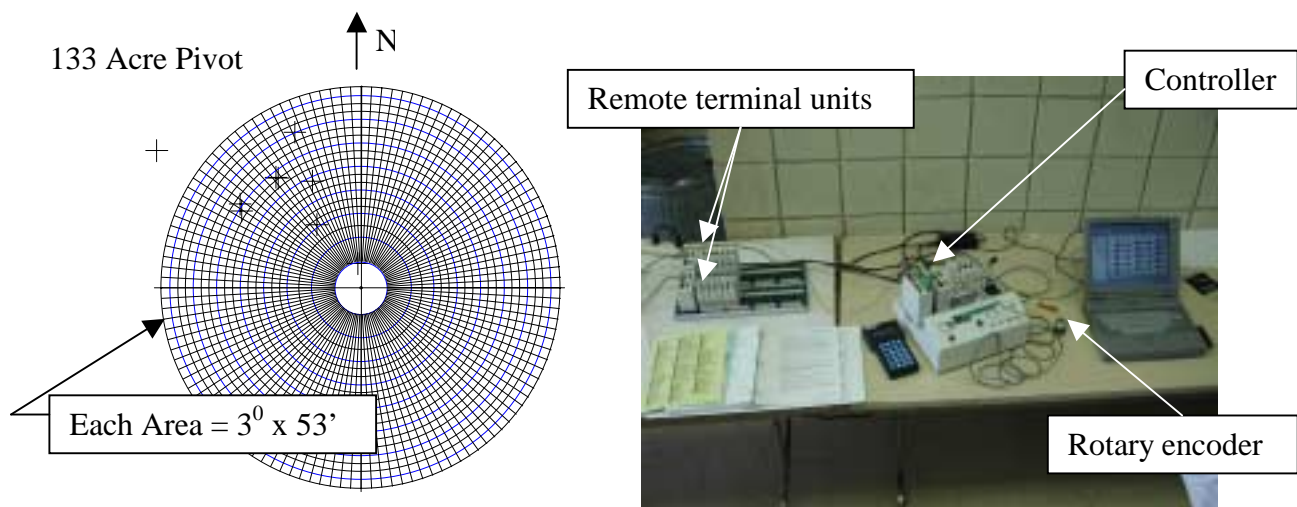 133 Acre Pivot
N
Each Area = 3⁰ x 53’
Remote terminal units
Controller
Rotary encoder